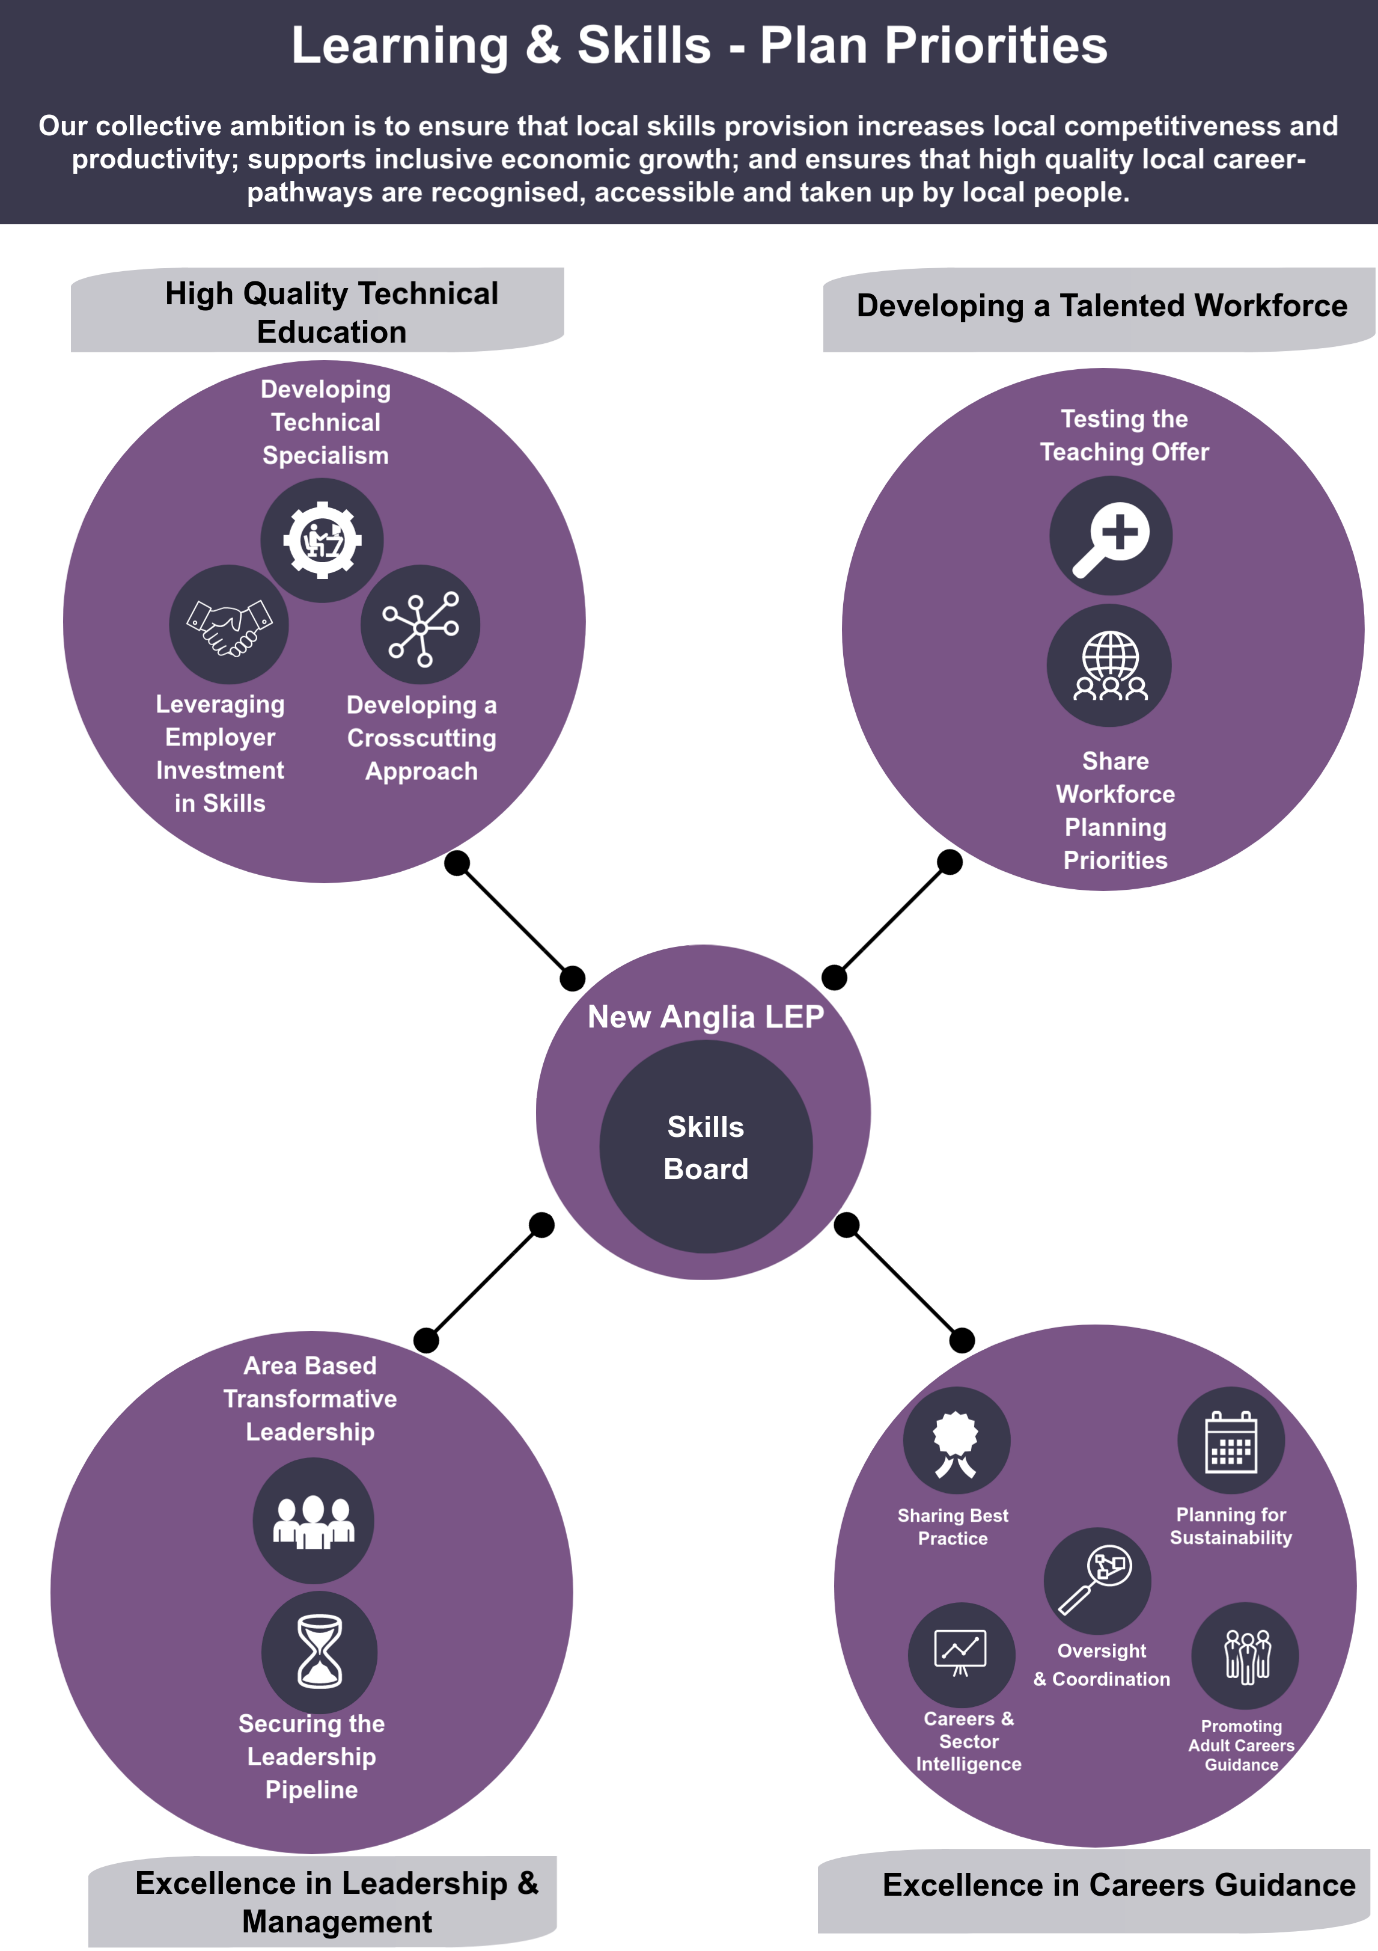 Learning & Skills - Plan Priorities
Our collective ambition is to ensure that local skills provision increases local competitiveness and
productivity; supports inclusive economic growth; and ensures that high quality local career-
pathways are recognised, accessible and taken up by local people.
High Quality Technical
Education
Developing
Technical
Specialism
Leveraging
Employer
Investment
in Skills
Developing a
Crosscutting
Approach
Developing a Talented Workforce
Testing the
Teaching Offer
Share
Workforce
Planning
Priorities
New Anglia LEP
Skills
Board
Area Based
Transformative
Leadership
Securing the
Leadership
Pipeline
Excellence in Leadership &
Management
Sharing Best
Practice
Planning for
Sustainability
Oversight
& Coordination
Careers &
Sector
Intelligence
Promoting
Adult Careers
Guidance
Excellence in Careers Guidance